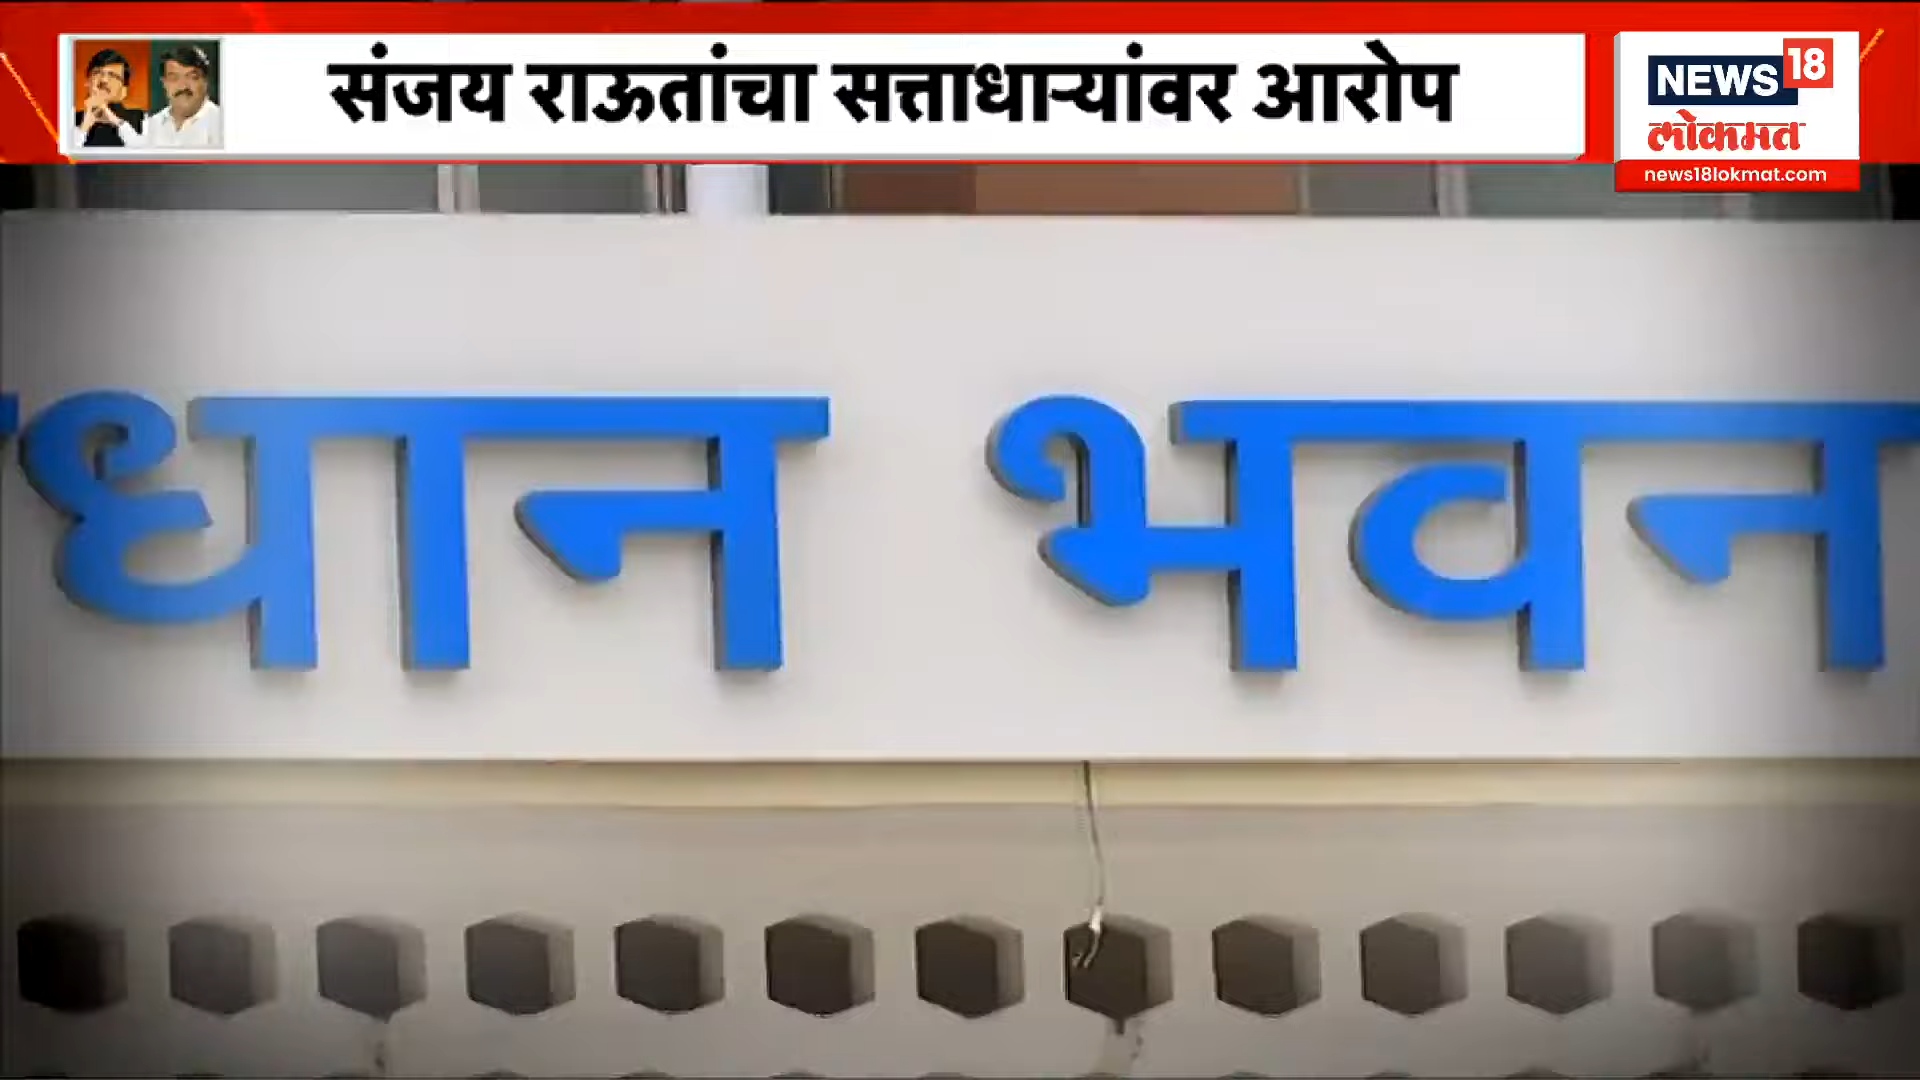 संजय राऊतांचा सत्ताधाऱ्यांवर आरोप
NEWS18
लोकमत
news18lokmat.com
धान भवन